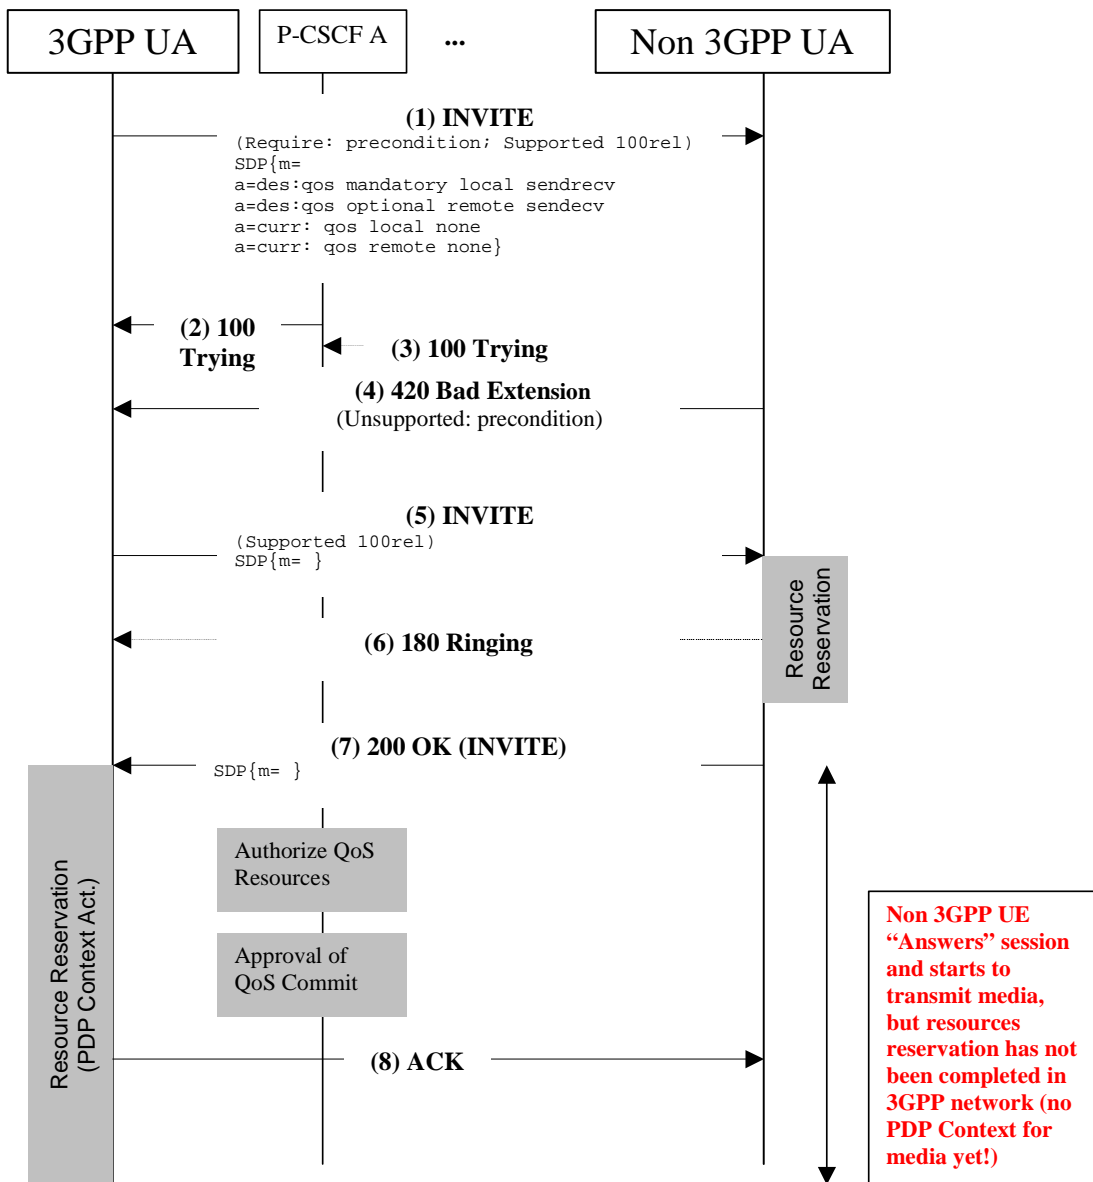 3GPP UA
P-CSCF A
...
Non 3GPP UA
(1) INVITE
(Require: precondition; Supported 100rel)
SDP{m=
a=des:qos mandatory local sendrecv
a=des:qos optional remote sendecv
a=curr: qos local none
a=curr: qos remote none}
(2) 100
Trying
(3) 100 Trying
(4) 420 Bad Extension
(Unsupported: precondition)
(5) INVITE
(Supported 100rel)
SDP{m= }
Resource
Reservation
(6) 180 Ringing
(7) 200 OK (INVITE)
SDP{m= }
Resource Reservation
(PDP Context Act.)
Authorize QoS
Resources
Approval of
QoS Commit
(8) ACK
Non 3GPP UE
“Answers” session
and starts to
transmit media,
but resources
reservation has not
been completed in
3GPP network (no
PDP Context for
media yet!)